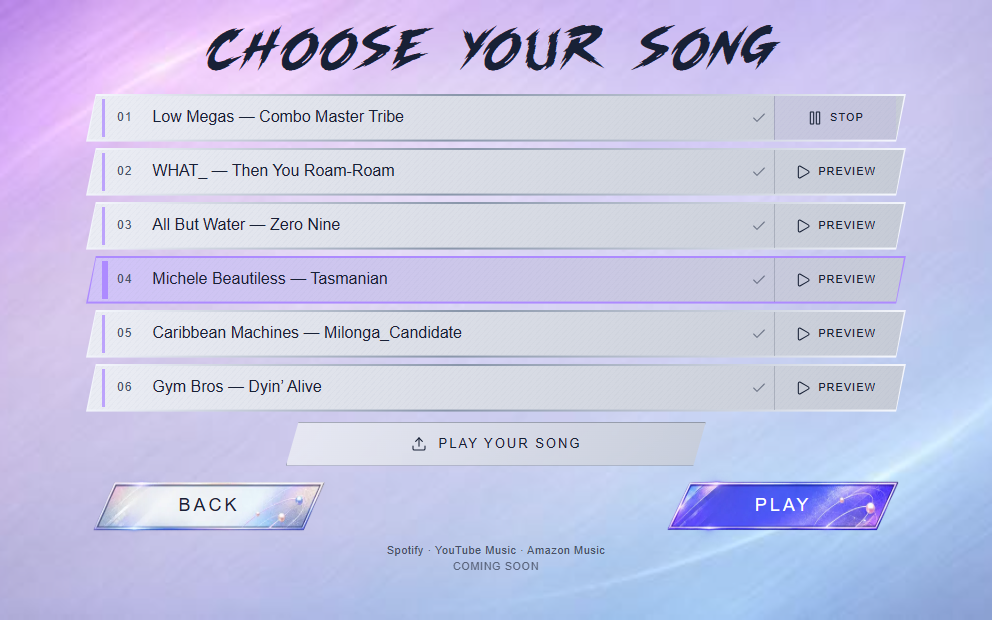 CHOOSE YOUR SONG
01 Low Megas — Combo Master Tribe STOP
02 WHAT_ — Then You Roam-Roam PREVIEW
03 All But Water — Zero Nine PREVIEW
04 Michele Beautiless — Tasmanian PREVIEW
05 Caribbean Machines — Milonga_Candidate PREVIEW
06 Gym Bros — Dyin’ Alive PREVIEW
PLAY YOUR SONG
BACK PLAY
Spotify · YouTube Music · Amazon Music
COMING SOON